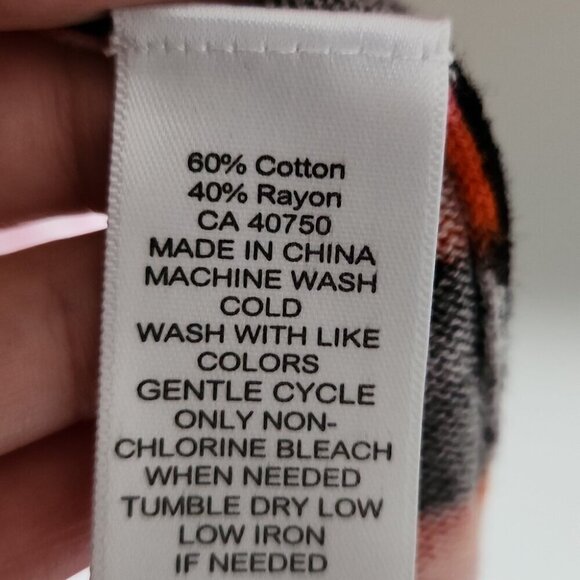 60% Cotton
40% Rayon
CA 40750
MADE IN CHINA
MACHINE WASH
COLD
WASH WITH LIKE
COLORS
GENTLE CYCLE
ONLY NON-
CHLORINE BLEACH
WHEN NEEDED
TUMBLE DRY LOW
LOW IRON
IF NEEDED